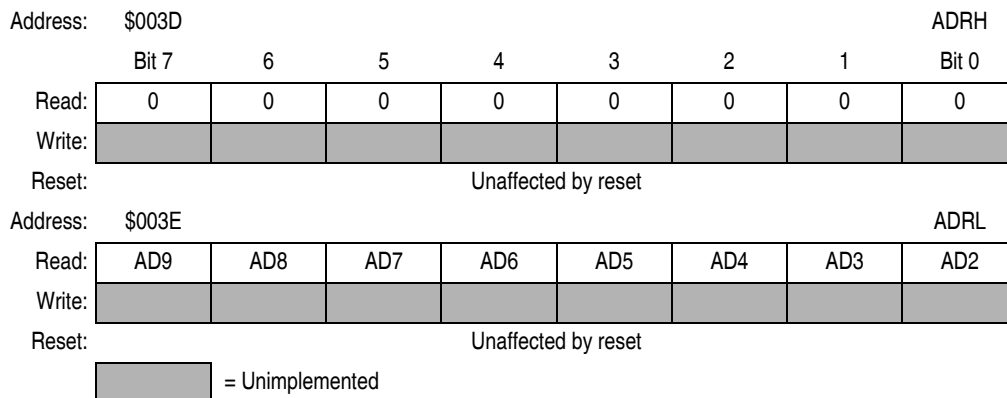 Address: $003D ADRH
Bit 7 6 5 4 3 2 1 Bit 0
Read: 0 0 0 0 0 0 0 0
Write:
Reset: Unaffected by reset
Address: $003E ADRL
Read: AD9 AD8 AD7 AD6 AD5 AD4 AD3 AD2
Write:
Reset: Unaffected by reset
= Unimplemented